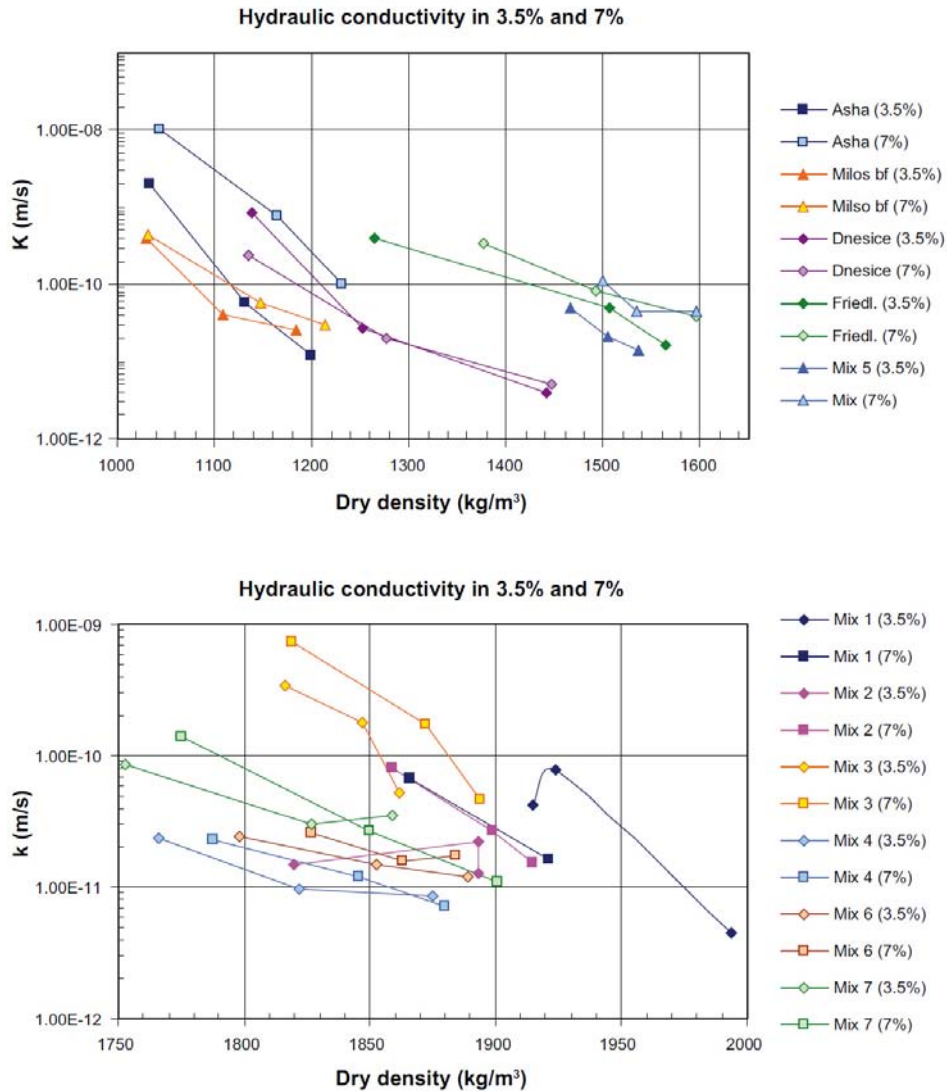 Hydraulic conductivity in 3.5% and 7%
1.00E-08
1.00E-10
1.00E-12
K (m/s)
1000 1100 1200 1300 1400 1500 1600
Dry density (kg/m³)
Asha (3.5%)
Asha (7%)
Milos bf (3.5%)
Milso bf (7%)
Dnesice (3.5%)
Dnesice (7%)
Friedl. (3.5%)
Friedl. (7%)
Mix 5 (3.5%)
Mix (7%)
Hydraulic conductivity in 3.5% and 7%
1.00E-09
1.00E-10
1.00E-11
1.00E-12
k (m/s)
1750 1800 1850 1900 1950 2000
Dry density (kg/m³)
Mix 1 (3.5%)
Mix 1 (7%)
Mix 2 (3.5%)
Mix 2 (7%)
Mix 3 (3.5%)
Mix 3 (7%)
Mix 4 (3.5%)
Mix 4 (7%)
Mix 6 (3.5%)
Mix 6 (7%)
Mix 7 (3.5%)
Mix 7 (7%)